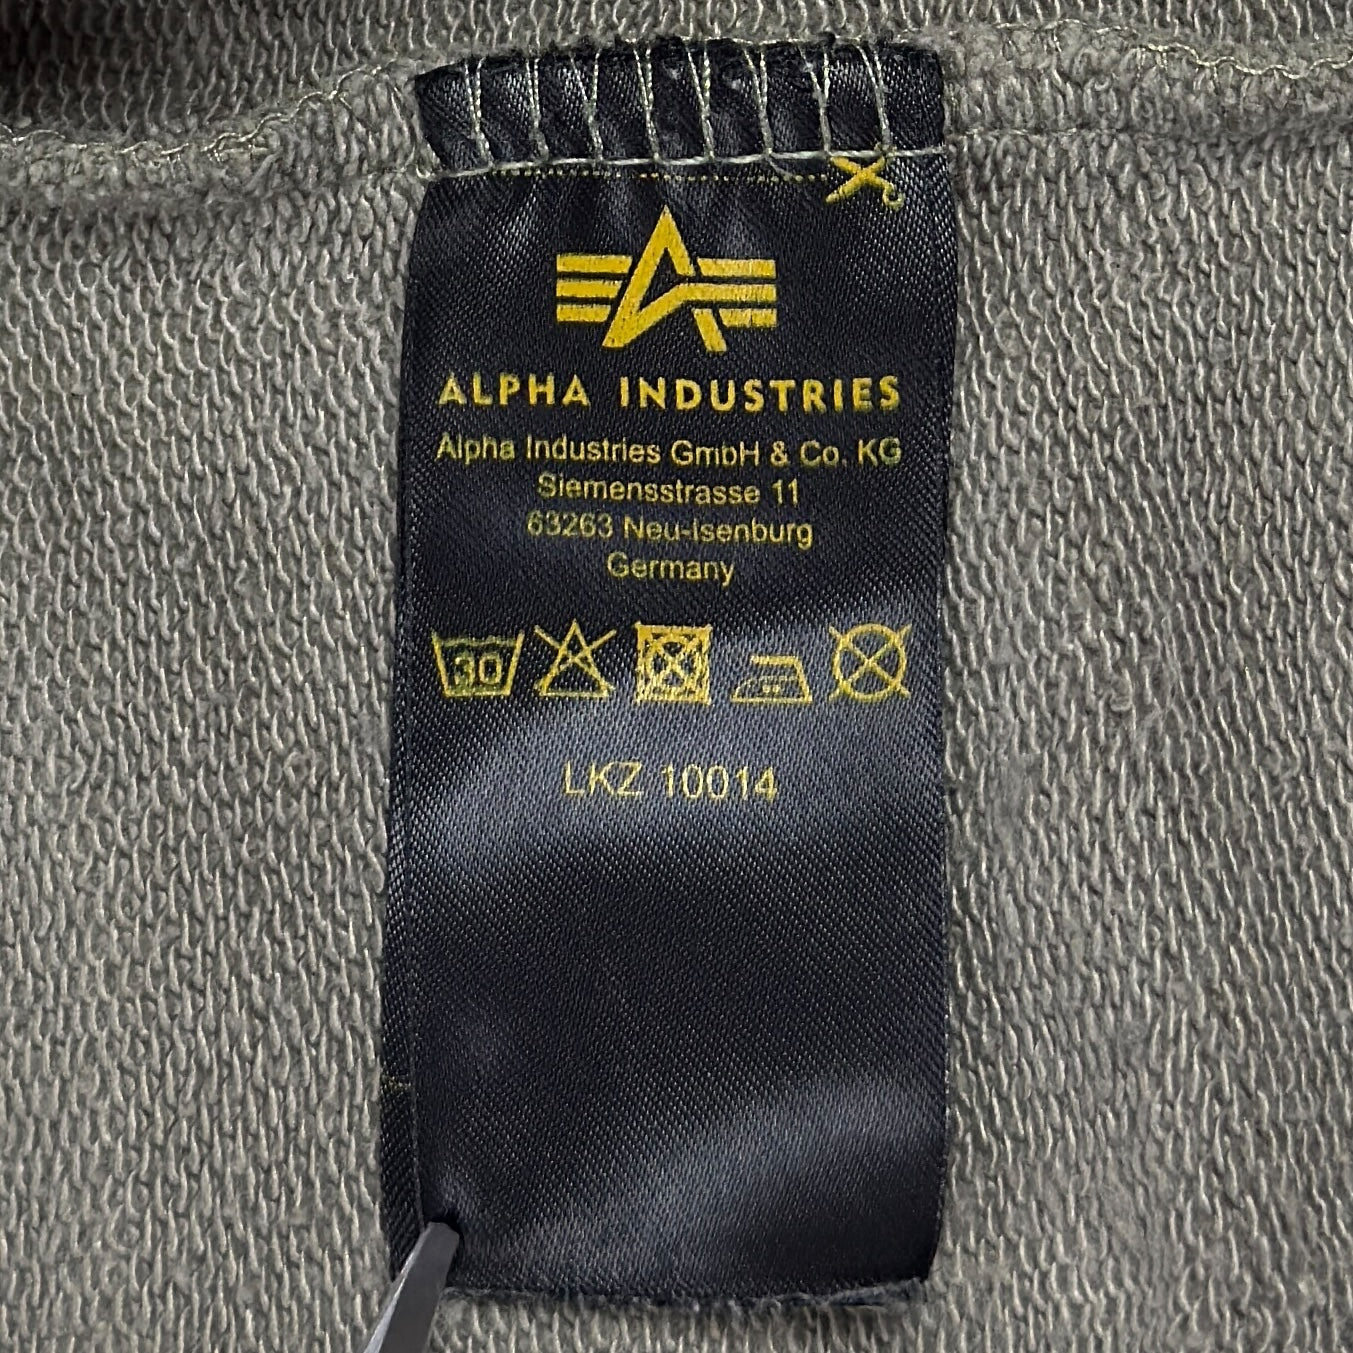 ALPHA INDUSTRIES
Alpha Industries GmbH & Co. KG
Siemensstrasse 11
63263 Neu-Isenburg
Germany
30
LKZ 10014